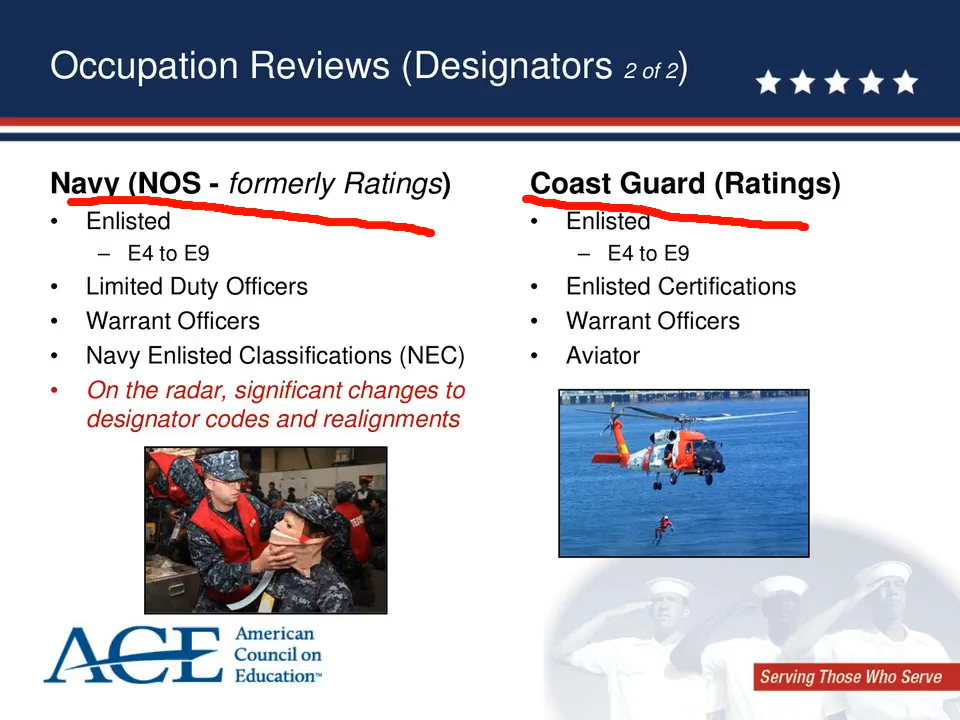 Occupation Reviews (Designators 2 of 2)
Navy (NOS - formerly Ratings)
• Enlisted
– E4 to E9
• Limited Duty Officers
• Warrant Officers
• Navy Enlisted Classifications (NEC)
• On the radar, significant changes to
designator codes and realignments
Coast Guard (Ratings)
• Enlisted
– E4 to E9
• Enlisted Certifications
• Warrant Officers
• Aviator
ACE
American
Council on
Education™
Serving Those Who Serve